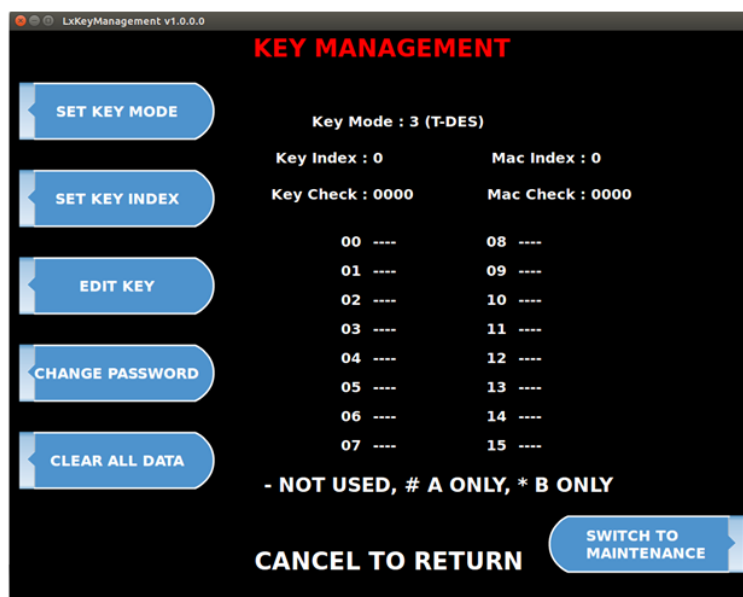 LxKeyManagement v1.0.0.0
KEY MANAGEMENT
SET KEY MODE
Key Mode : 3 (T-DES)
Key Index : 0 Mac Index : 0
SET KEY INDEX
Key Check : 0000 Mac Check : 0000
00 ---- 08 ----
01 ---- 09 ----
EDIT KEY
02 ---- 10 ----
03 ---- 11 ----
04 ---- 12 ----
CHANGE PASSWORD
05 ---- 13 ----
06 ---- 14 ----
07 ---- 15 ----
CLEAR ALL DATA
- NOT USED, # A ONLY, * B ONLY
SWITCH TO
MAINTENANCE
CANCEL TO RETURN